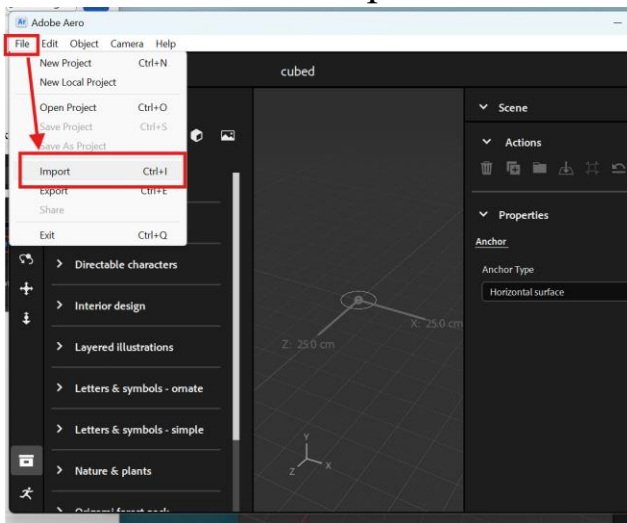 Ar Adobe Aero
File Edit Object Camera Help
New Project Ctrl+N
New Local Project
Open Project Ctrl+O
Save Project Ctrl+S
Save As Project
Import Ctrl+I
Export Ctrl+E
Share
Exit Ctrl+Q
cubed
Directable characters
Interior design
Layered illustrations
Letters & symbols - ornate
Letters & symbols - simple
Nature & plants
X: 25.0 cm
Z: 25.0 cm
Y
Z X
Scene
Actions
Properties
Anchor
Anchor Type
Horizontal surface